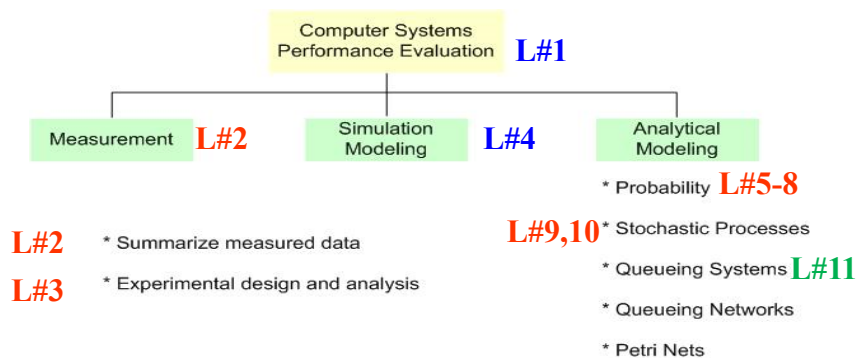 Computer Systems
Performance Evaluation
L#1
Measurement
L#2
Simulation
Modeling
L#4
Analytical
Modeling
* Probability
L#5-8
L#2
* Summarize measured data
L#9,10
* Stochastic Processes
L#3
* Experimental design and analysis
* Queueing Systems
L#11
* Queueing Networks
* Petri Nets